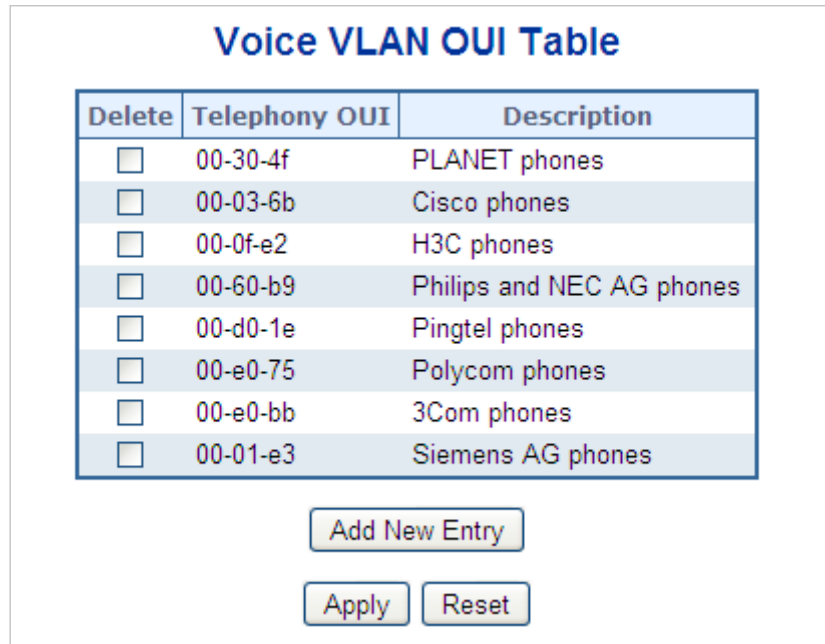 Voice VLAN OUI Table
Delete Telephony OUI Description
00-30-4f PLANET phones
00-03-6b Cisco phones
00-0f-e2 H3C phones
00-60-b9 Philips and NEC AG phones
00-d0-1e Pingtel phones
00-e0-75 Polycom phones
00-e0-bb 3Com phones
00-01-e3 Siemens AG phones
Add New Entry
Apply Reset